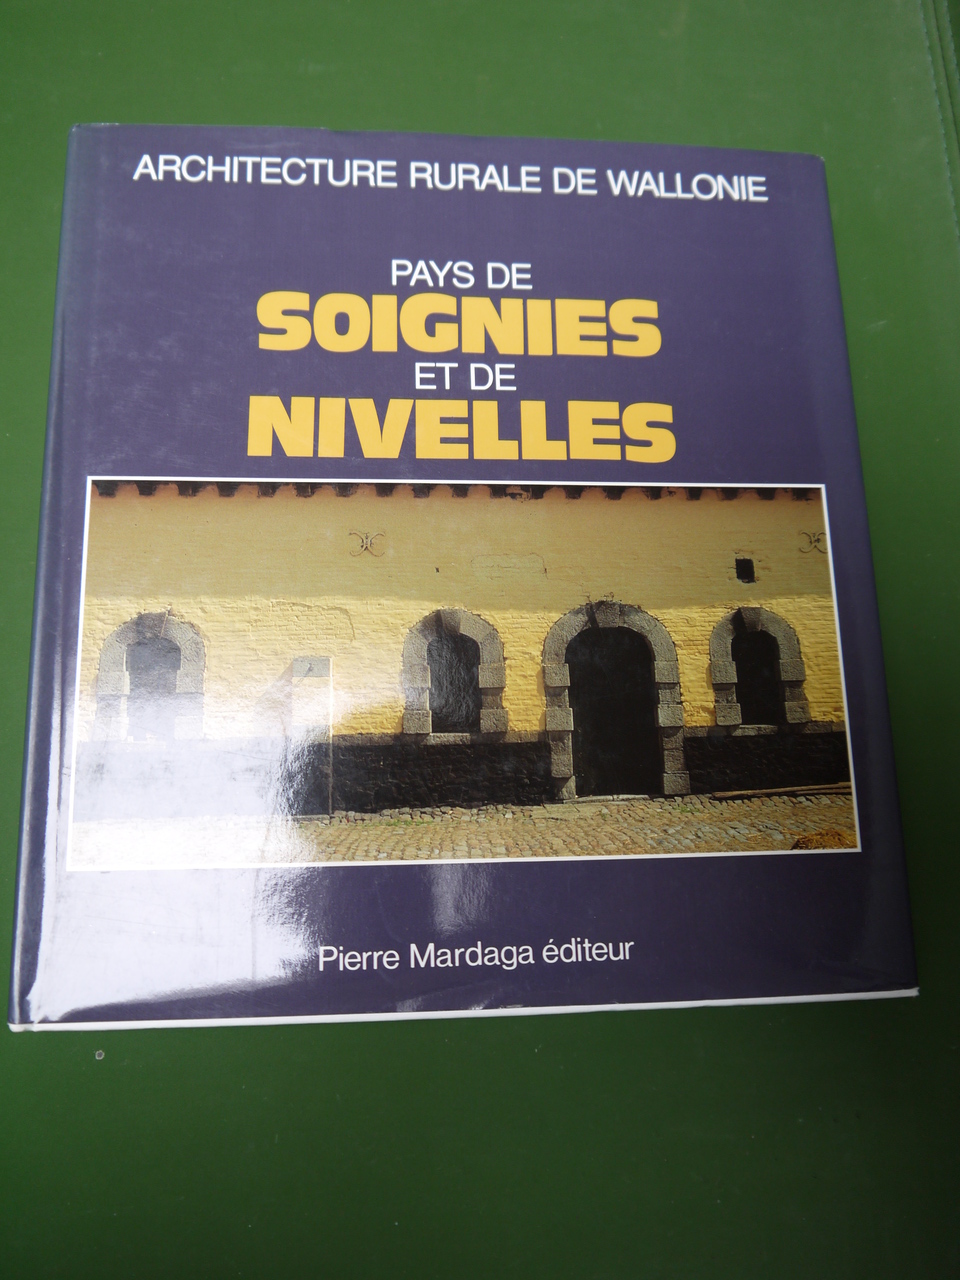 ARCHITECTURE RURALE DE WALLONIE
PAYS DE
SOIGNIES
ET DE
NIVELLES
Pierre Mardaga éditeur